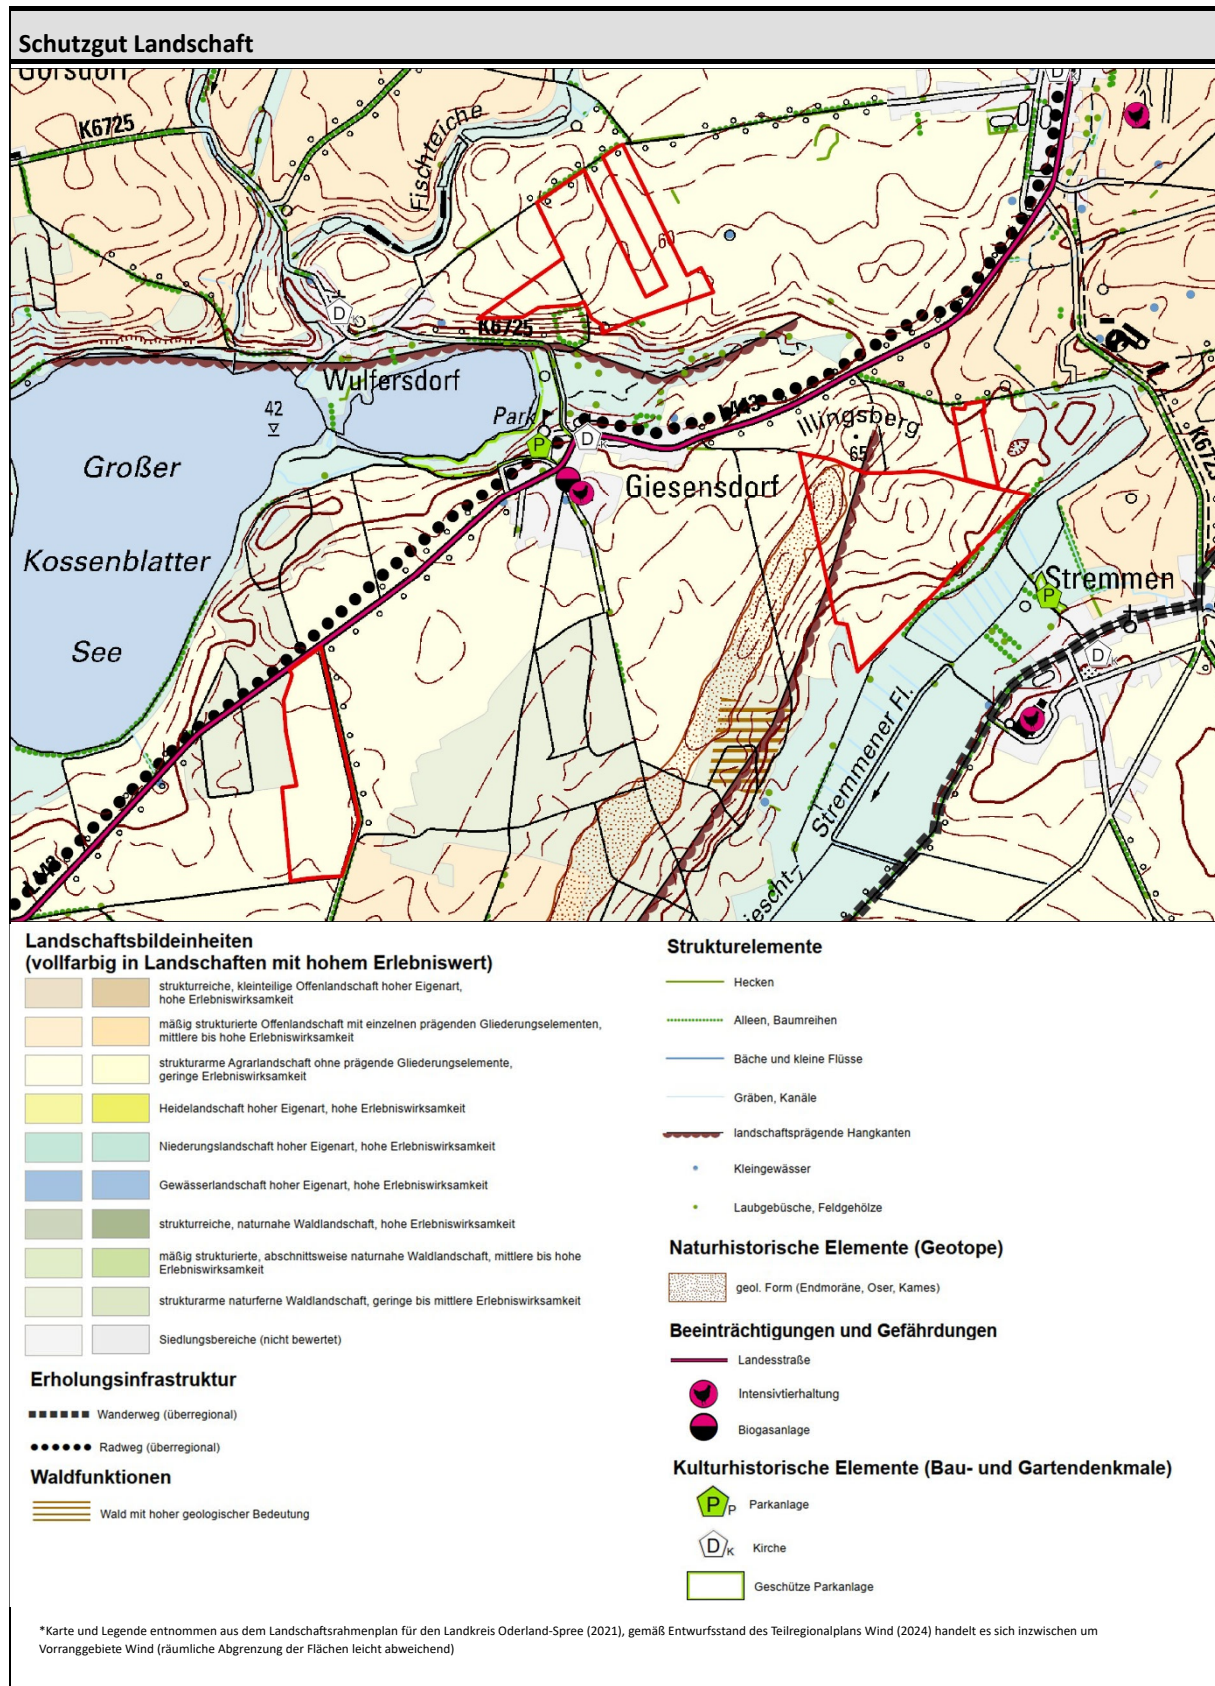 Schutzgut Landschaft
Görsdorf
K6725
Fischteiche
D K
60
D K
K6725
Wulfersdorf
42
Park
L443
Illingsberg
K6725
P
D K
65
Großer
Giesensdorf
Kossenblatter
Stremmen
P
See
D K
Stremmener Fl.
L443
Landschaftsbildeinheiten
(vollfarbig in Landschaften mit hohem Erlebniswert)
strukturreiche, kleinteilige Offenlandschaft hoher Eigenart,
hohe Erlebniswirksamkeit
mäßig strukturierte Offenlandschaft mit einzelnen prägenden Gliederungselementen,
mittlere bis hohe Erlebniswirksamkeit
strukturarme Agrarlandschaft ohne prägende Gliederungselemente,
geringe Erlebniswirksamkeit
Heidelandschaft hoher Eigenart, hohe Erlebniswirksamkeit
Niederungslandschaft hoher Eigenart, hohe Erlebniswirksamkeit
Gewässerlandschaft hoher Eigenart, hohe Erlebniswirksamkeit
strukturreiche, naturnahe Waldlandschaft, hohe Erlebniswirksamkeit
mäßig strukturierte, abschnittsweise naturnahe Waldlandschaft, mittlere bis hohe
Erlebniswirksamkeit
strukturarme naturferne Waldlandschaft, geringe bis mittlere Erlebniswirksamkeit
Siedlungsbereiche (nicht bewertet)
Erholungsinfrastruktur
Wanderweg (überregional)
Radweg (überregional)
Waldfunktionen
Wald mit hoher geologischer Bedeutung
Strukturelemente
Hecken
Alleen, Baumreihen
Bäche und kleine Flüsse
Gräben, Kanäle
landschaftsprägende Hangkanten
Kleingewässer
Laubgebüsche, Feldgehölze
Naturhistorische Elemente (Geotope)
geol. Form (Endmoräne, Oser, Kames)
Beeinträchtigungen und Gefährdungen
Landesstraße
Intensivtierhaltung
Biogasanlage
Kulturhistorische Elemente (Bau- und Gartendenkmale)
P P Parkanlage
D K Kirche
Geschütze Parkanlage
*Karte und Legende entnommen aus dem Landschaftsrahmenplan für den Landkreis Oderland-Spree (2021), gemäß Entwurfsstand des Teilregionalplans Wind (2024) handelt es sich inzwischen um
Vorranggebiete Wind (räumliche Abgrenzung der Flächen leicht abweichend)